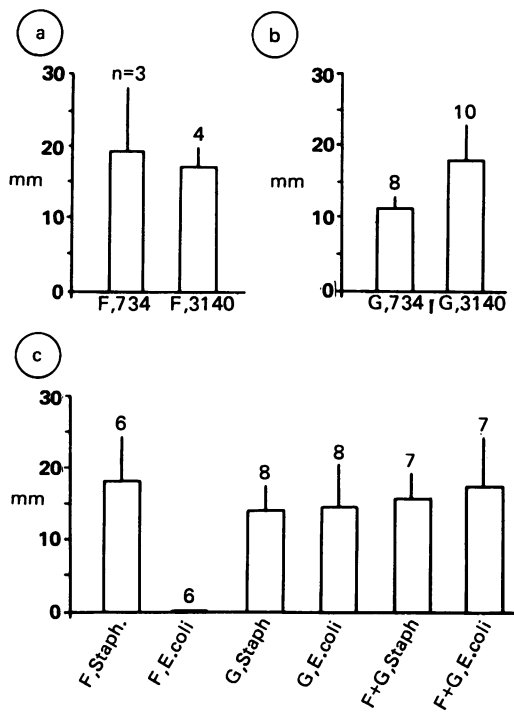 a
30
20
mm
10
0
n=3
4
F,734 F,3140
b
30
20
mm
10
0
8
10
G,734 G,3140
c
30
20
mm
10
0
6
6
8
8
7
7
F,Staph.
F,E.coli
G,Staph
G,E.coli
F+G,Staph
F+G,E.coli